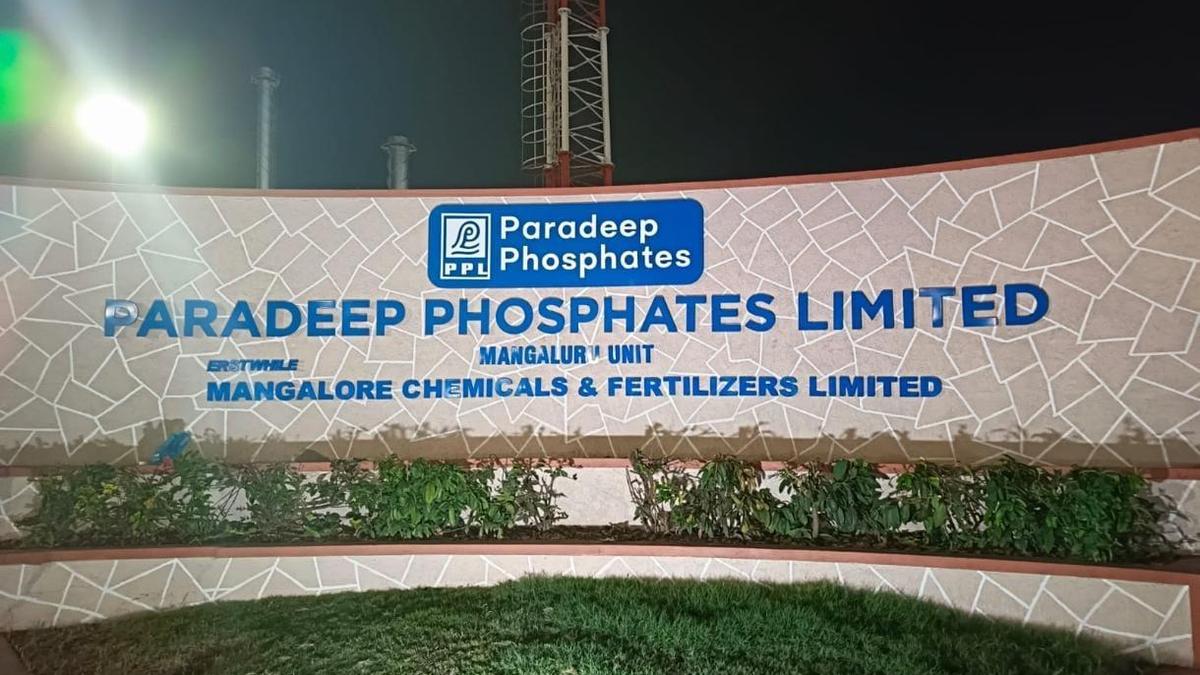 Paradeep
Phosphates
PPL
PARADEEP PHOSPHATES LIMITED
MANGALURU UNIT
ERSTWHILE
MANGALORE CHEMICALS & FERTILIZERS LIMITED